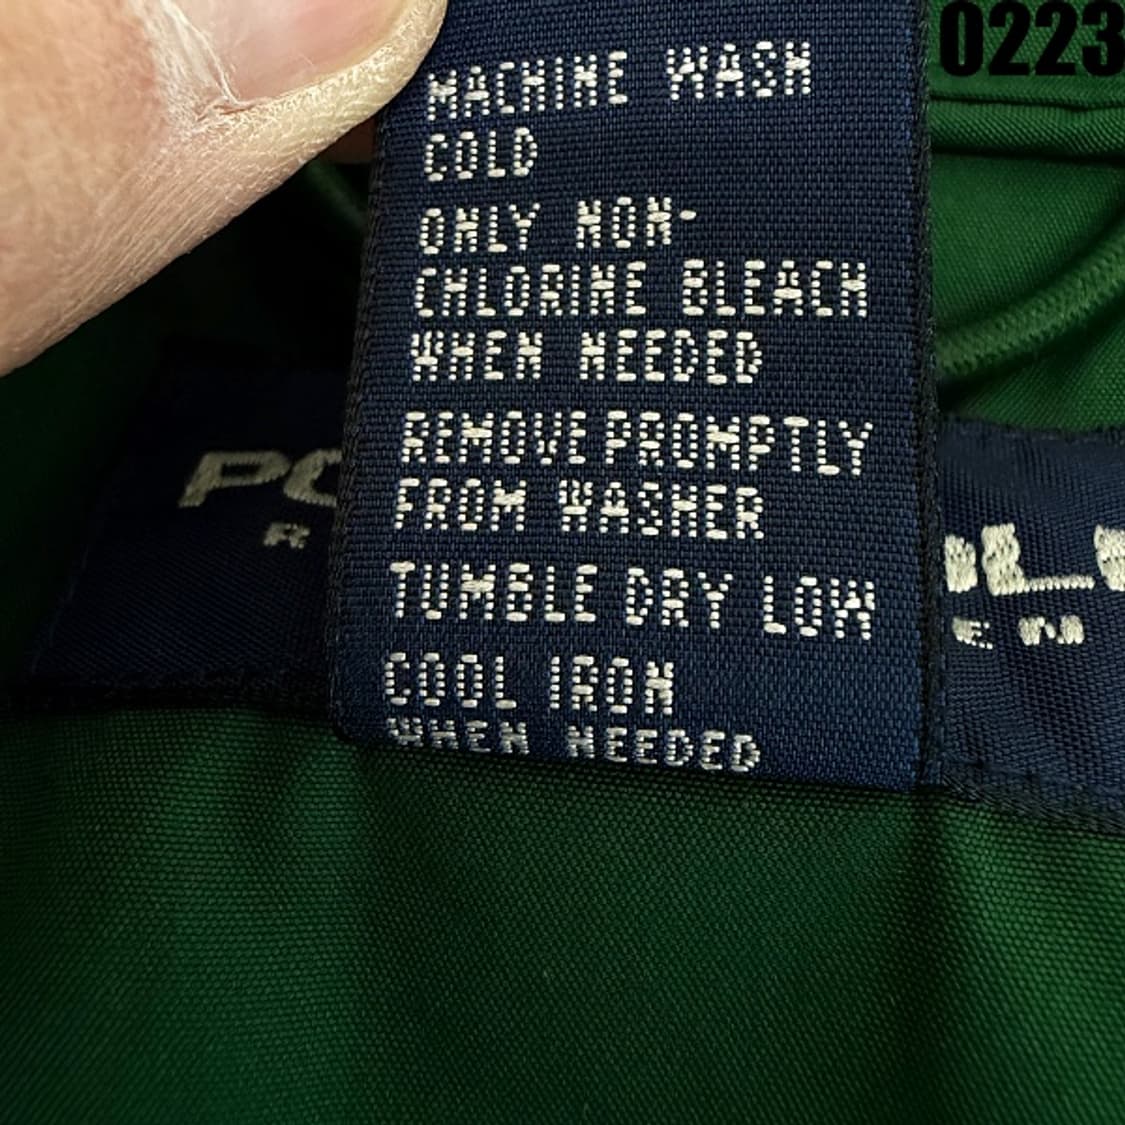 0223
MACHINE WASH
COLD
ONLY NON-
CHLORINE BLEACH
WHEN NEEDED
REMOVE PROMPTLY
FROM WASHER
TUMBLE DRY LOW
COOL IRON
WHEN NEEDED